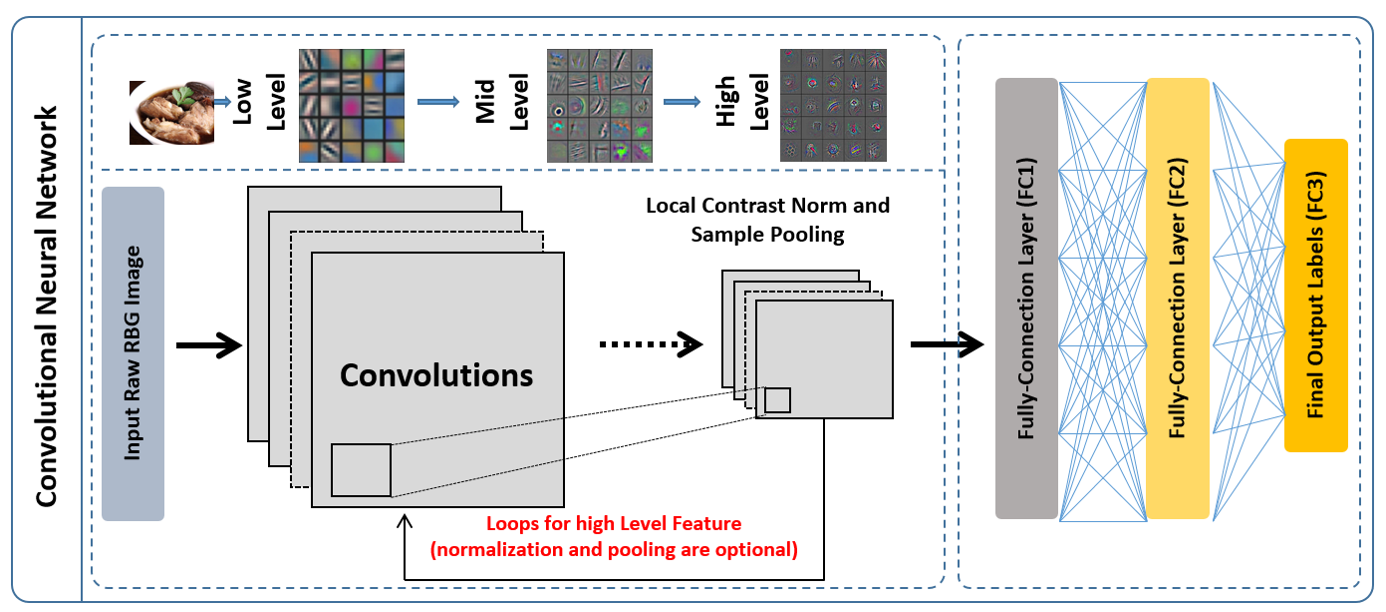 Convolutional Neural Network
Low
Level
Mid
Level
High
Level
Input Raw RBG Image
Convolutions
Local Contrast Norm and
Sample Pooling
Loops for high Level Feature
(normalization and pooling are optional)
Fully-Connection Layer (FC1)
Fully-Connection Layer (FC2)
Final Output Labels (FC3)